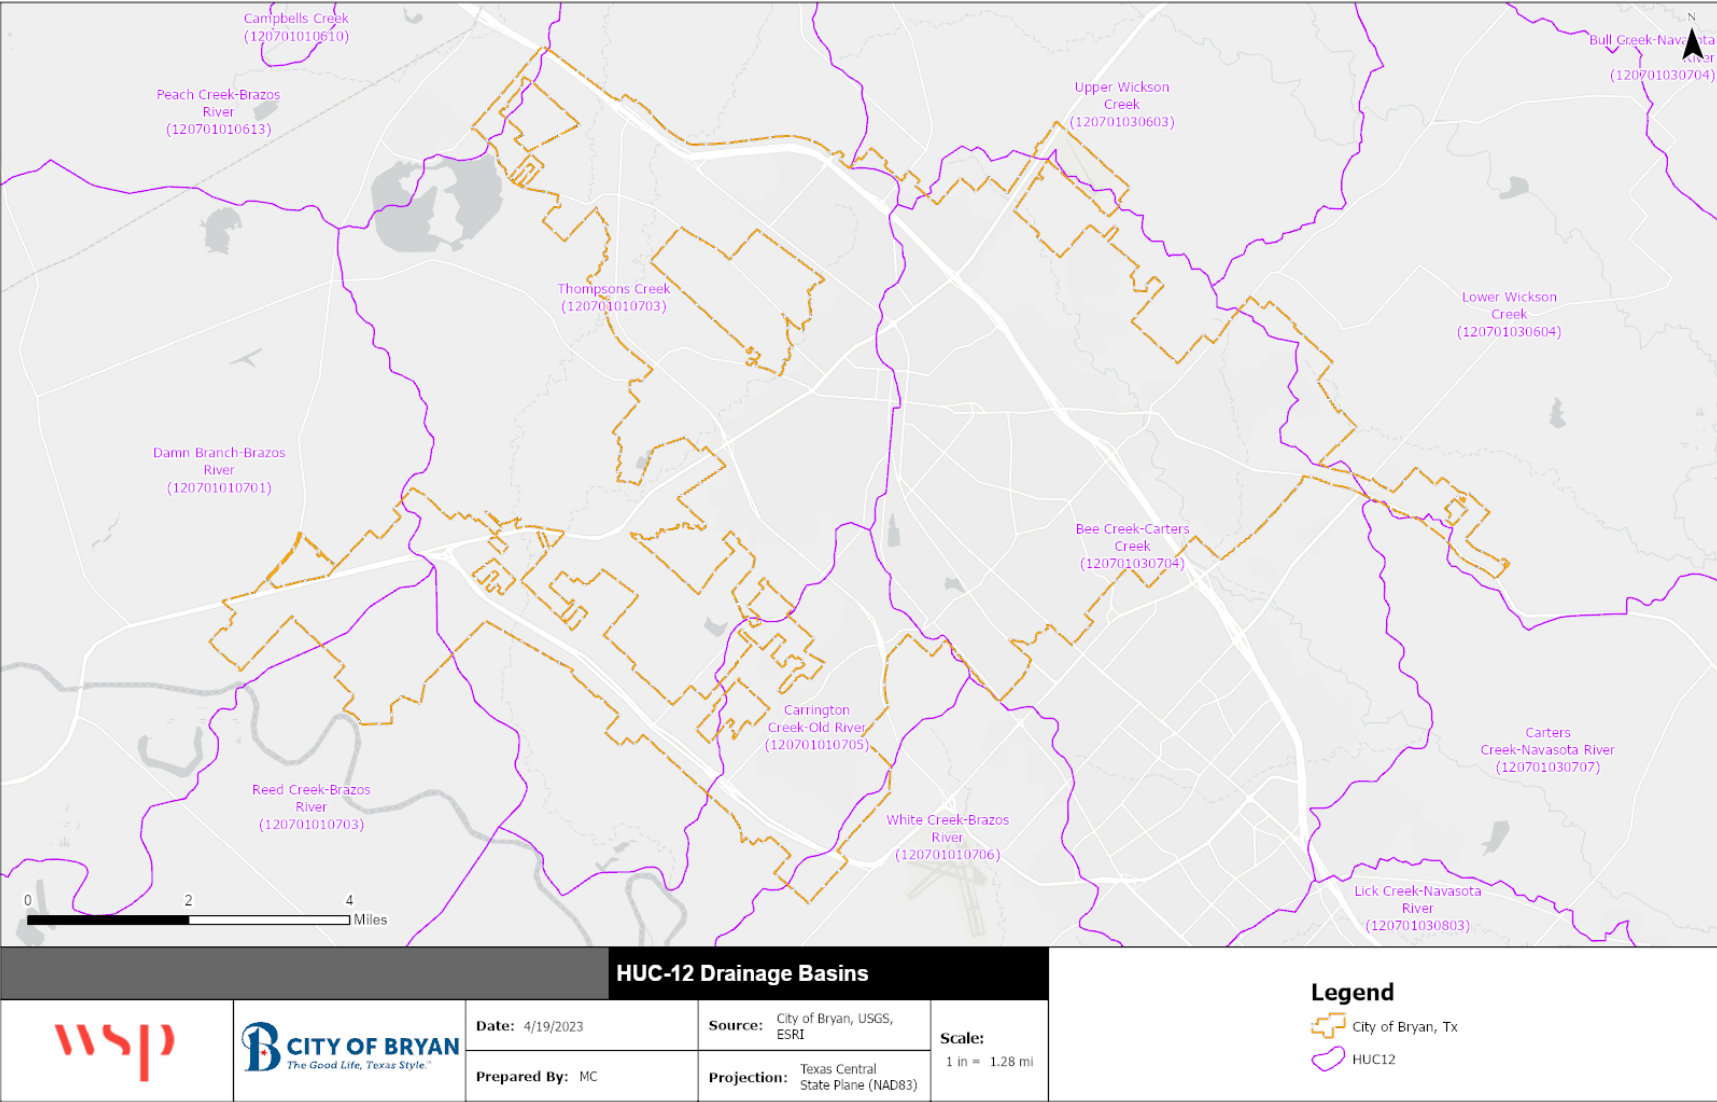 Campbells Creek
(120701010610)
N
Bull Creek-Navasota
River
(120701030704)
Peach Creek-Brazos
River
(120701010613)
Upper Wickson
Creek
(120701030603)
Thompsons Creek
(120701010703)
Lower Wickson
Creek
(120701030604)
Damn Branch-Brazos
River
(120701010701)
Bee Creek-Carters
Creek
(120701030704)
Carrington
Creek-Old River
(120701010705)
Carters
Creek-Navasota River
(120701030707)
Reed Creek-Brazos
River
(120701010703)
White Creek-Brazos
River
(120701010706)
Lick Creek-Navasota
River
(120701030803)
0 2 4
Miles
HUC-12 Drainage Basins
wsp
B CITY OF BRYAN
The Good Life, Texas Style.™
Date: 4/19/2023
Prepared By: MC
Source: City of Bryan, USGS,
ESRI
Projection: Texas Central
State Plane (NAD83)
Scale:
1 in = 1.28 mi
Legend
City of Bryan, Tx
HUC12